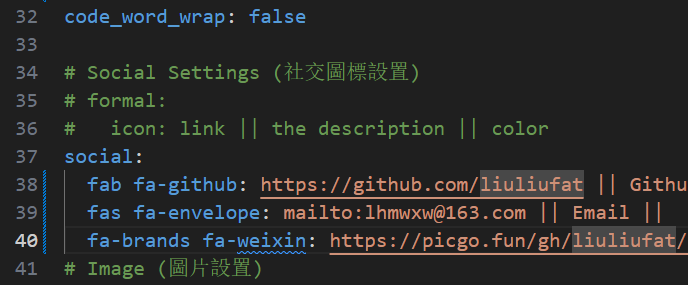 32 code_word_wrap: false
33
34 # Social Settings (社交圖標設置)
35 # formal:
36 #   icon: link || the description || color
37 social:
38   fab fa-github: https://github.com/liuliufat || Githu
39   fas fa-envelope: mailto:lhmwxw@163.com || Email ||
40   fa-brands fa-weixin: https://picgo.fun/gh/liuliufat/
41 # Image (圖片設置)